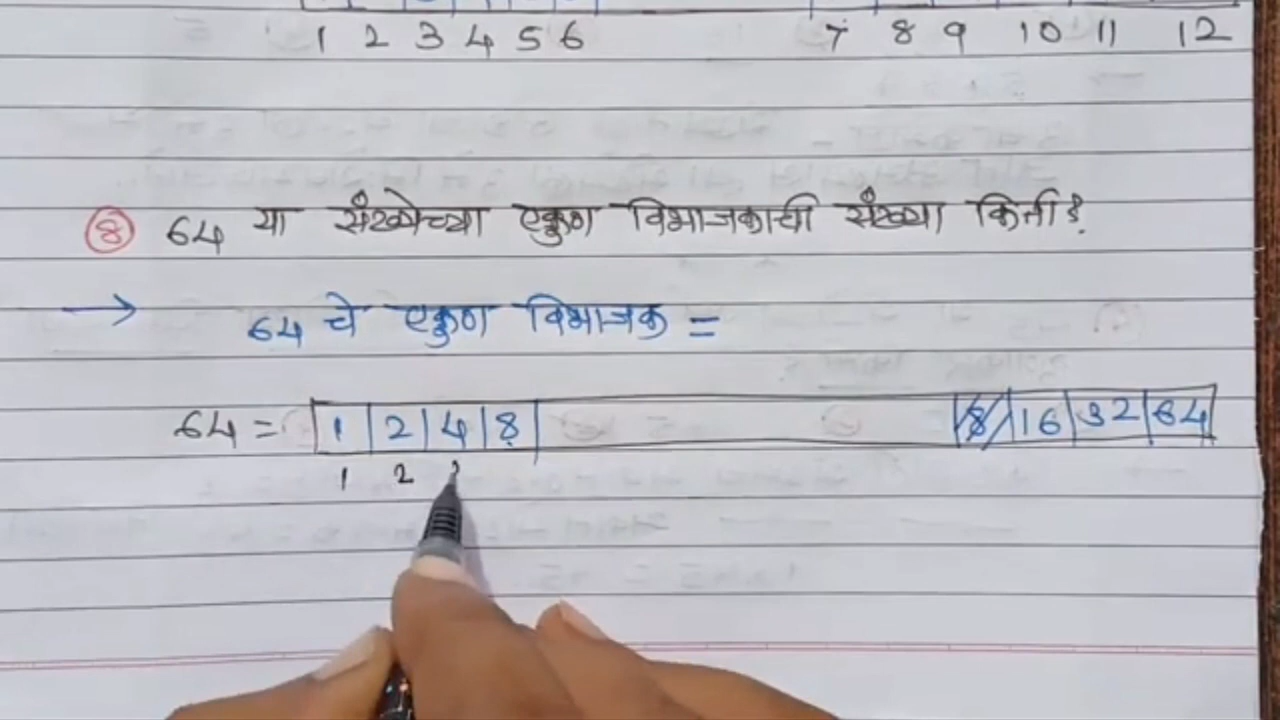 1 2 3 4 5 6 7 8 9 10 11 12
8 64 या संख्येच्या एकुण विभाजकाची संख्या किती?
→ 64 चे एकुण विभाजक =
64 = 1 2 4 8 8 16 32 64
1 2